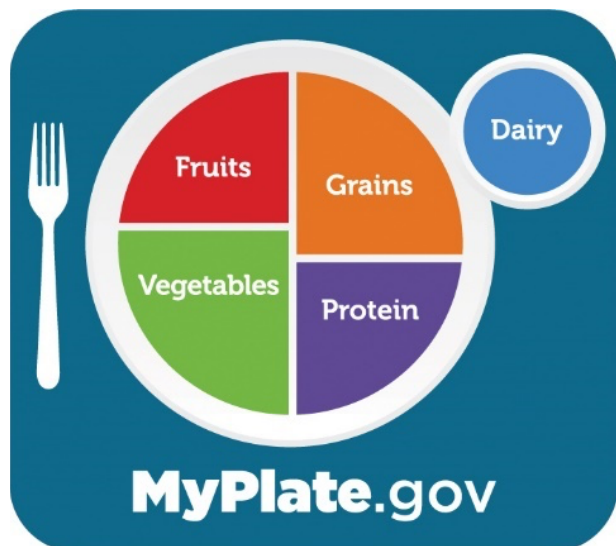 Fruits
Grains
Dairy
Vegetables
Protein
MyPlate.gov